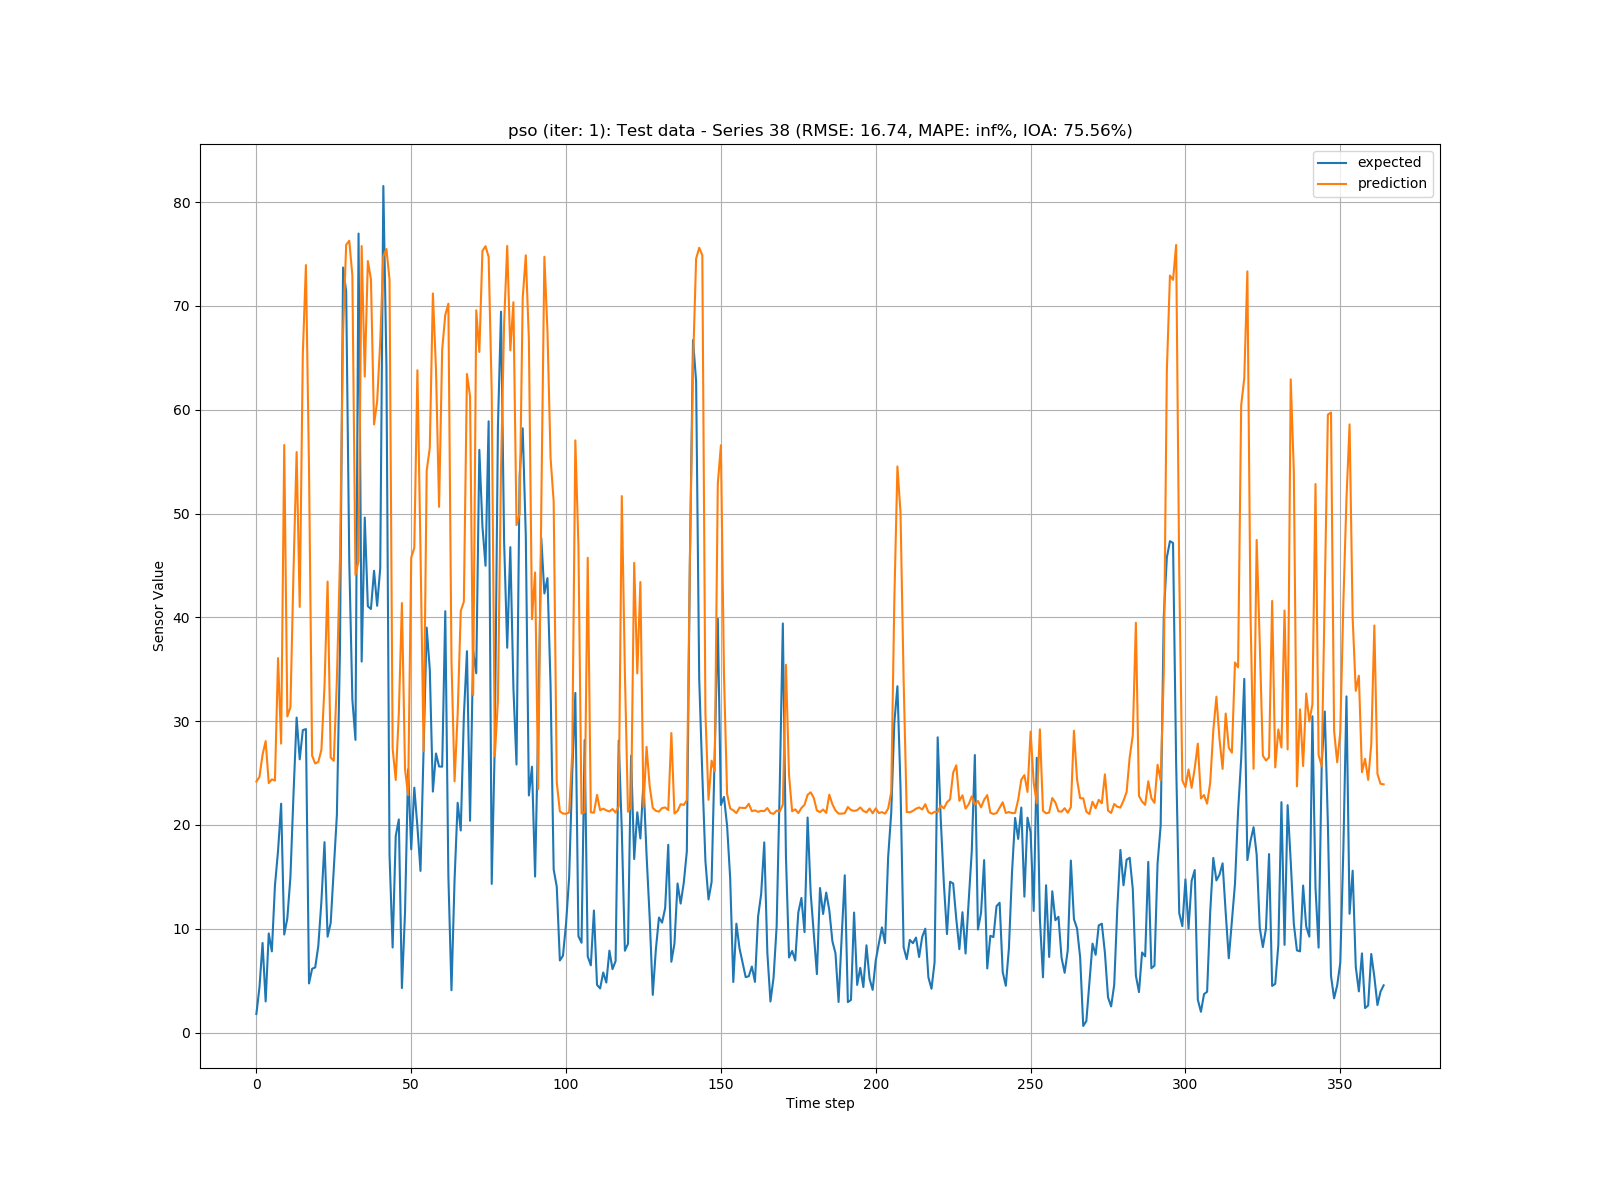 pso (iter: 1): Test data - Series 38 (RMSE: 16.74, MAPE: inf%, IOA: 75.56%)
expected
prediction
80
70
60
50
40
30
20
10
0
Sensor Value
0 50 100 150 200 250 300 350
Time step